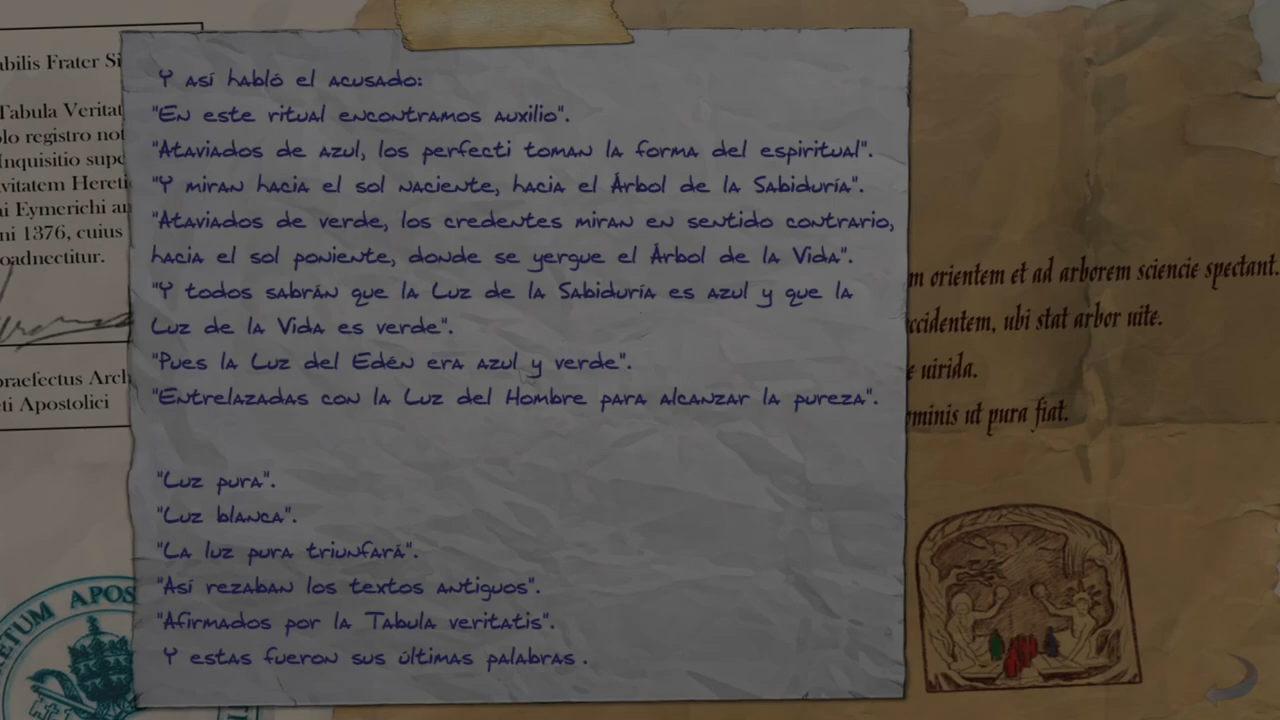 abilis Frater Si
Tabula Veritat
olo registro not
Inquisitio supe
vitatem Hereti
ni Eymerichi an
ni 1376, cuius
oadnectitur.
praefectus Arch
eti Apostolici
ETUM APOS
Y así habló el acusado:
"En este ritual encontramos auxilio".
"Ataviados de azul, los perfecti toman la forma del espiritual".
"Y miran hacia el sol naciente, hacia el Árbol de la Sabiduría".
"Ataviados de verde, los credentes miran en sentido contrario,
hacia el sol poniente, donde se yergue el Árbol de la Vida".
"Y todos sabrán que la Luz de la Sabiduría es azul y que la
Luz de la Vida es verde".
"Pues la Luz del Edén era azul y verde".
"Entrelazadas con la Luz del Hombre para alcanzar la pureza".
"Luz pura".
"Luz blanca".
"La luz pura triunfará".
"Así rezaban los textos antiguos".
"Afirmados por la Tabula veritatis".
Y estas fueron sus últimas palabras.
m orientem et ad arborem sciencie spectant.
ccidentem, ubi stat arbor uite.
e uirida.
ominis ut pura fiat.